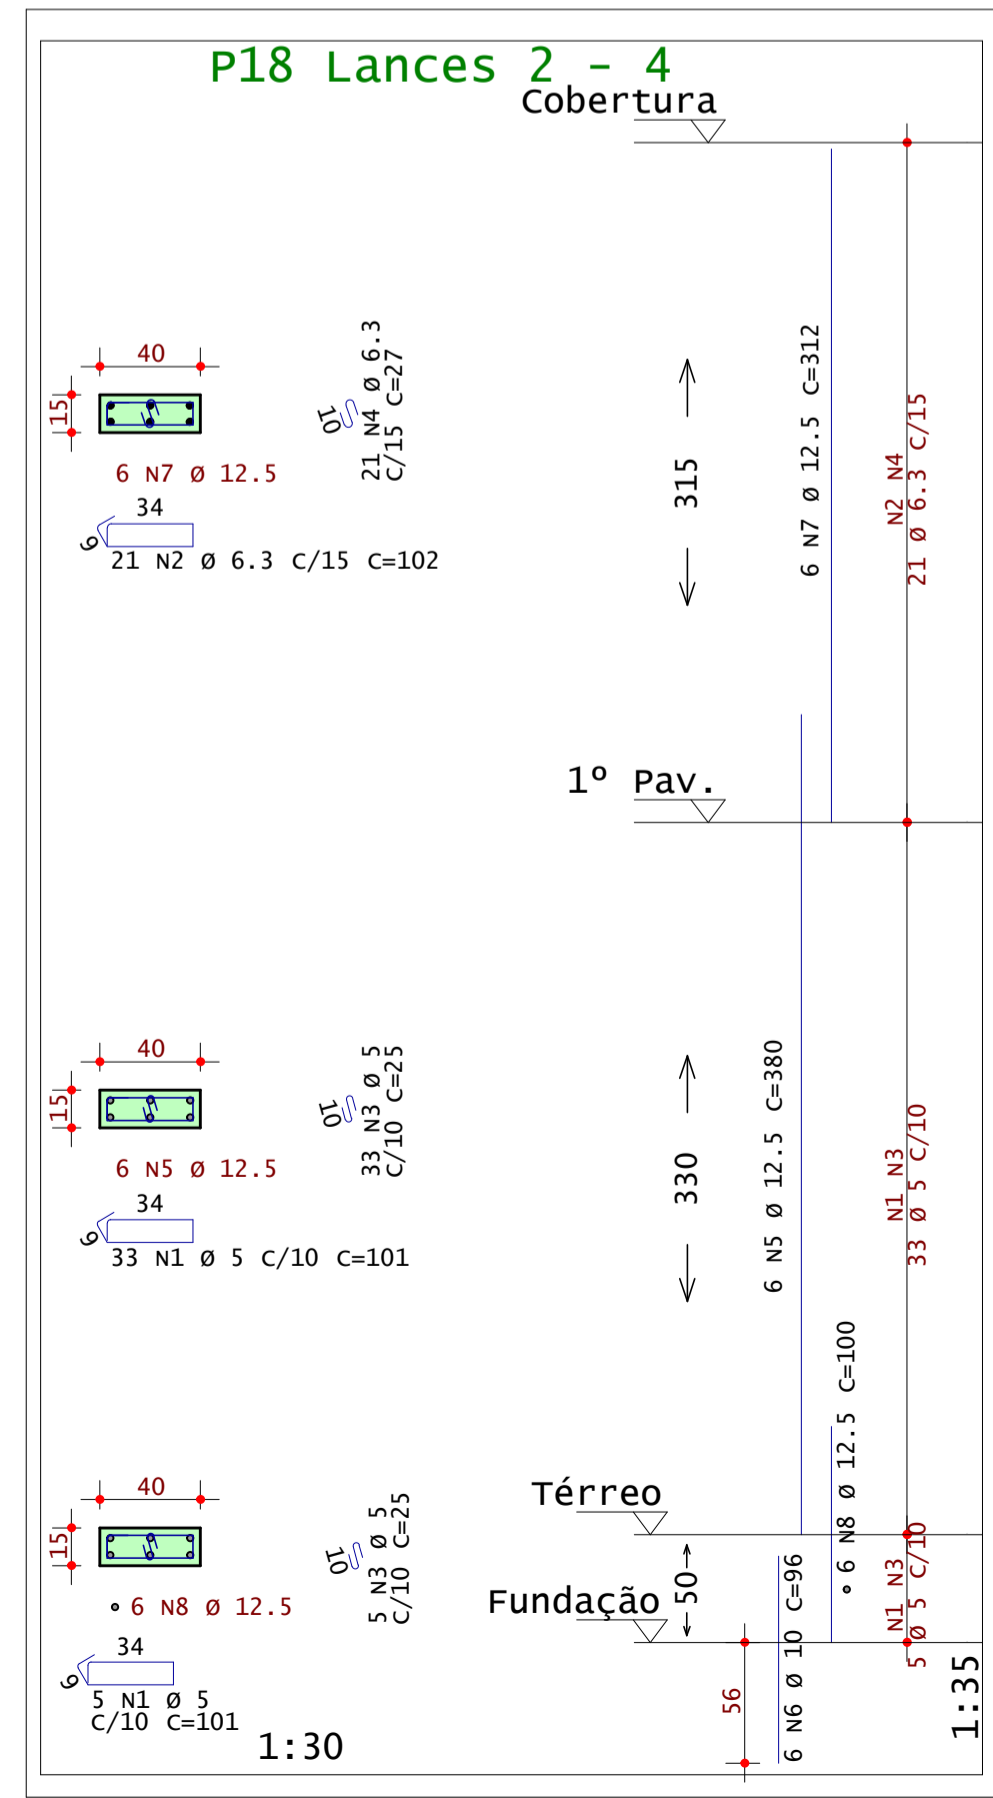 P18 Lances 2 - 4
Cobertura
40
15
6 N7 Ø 12.5
34
9
21 N2 Ø 6.3 C/15 C=102
10
21 N4 Ø 6.3
C/15 C=27
315
6 N7 Ø 12.5 C=312
N2 N4
21 Ø 6.3 C/15
1º Pav.
40
15
6 N5 Ø 12.5
34
9
33 N1 Ø 5 C/10 C=101
10
33 N3 Ø 5
C/10 C=25
330
6 N5 Ø 12.5 C=380
N1 N3
33 Ø 5 C/10
Térreo
40
15
6 N8 Ø 12.5
34
9
5 N1 Ø 5
C/10 C=101
10
5 N3 Ø 5
C/10 C=25
50
Fundação
6 N8 Ø 12.5 C=100
N1 N3
5 Ø 5 C/10
56
6 N6 Ø 10 C=96
1:30
1:35